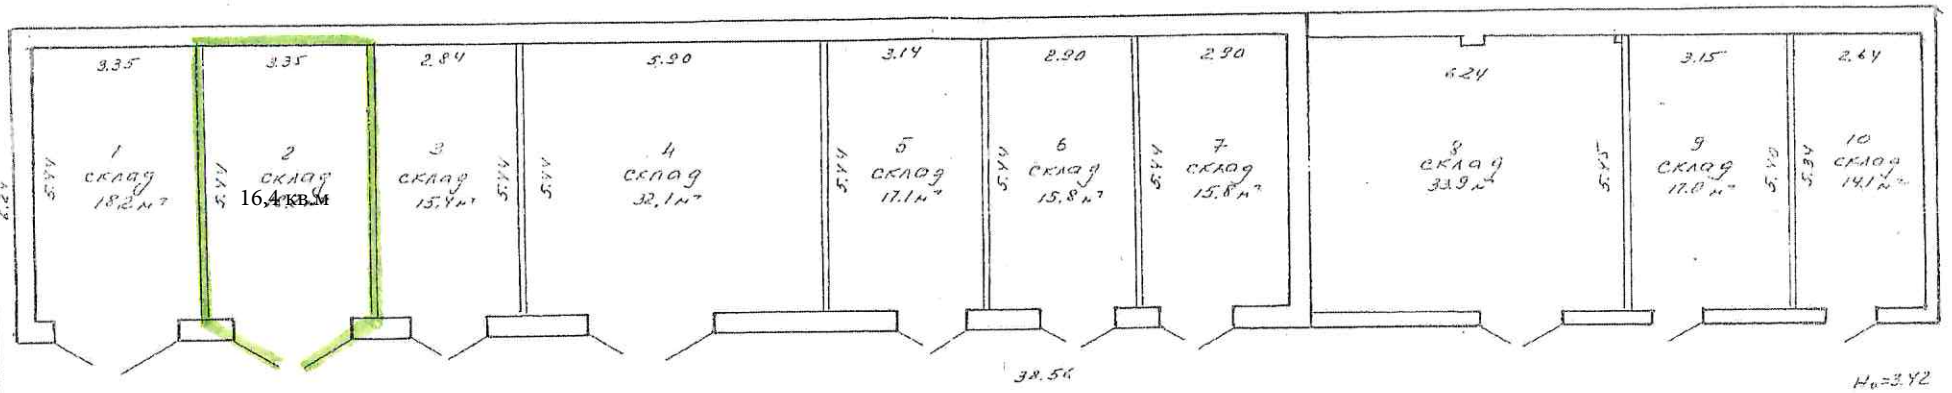 3.35
3.35
2.84
5.90
3.14
2.90
2.90
6.24
3.15
2.64
1
склад
18.2 м²
5.44
2
склад
16,4 кв.м
5.44
3
склад
15.4 м²
5.44
4
склад
32.1 м²
5.44
5
склад
17.1 м²
5.44
6
склад
15.8 м²
5.44
7
склад
15.8 м²
5.44
8
склад
33.9 м²
5.45
9
склад
17.0 м²
5.40
10
склад
14.1 м²
5.34
38.56
Н=3.42